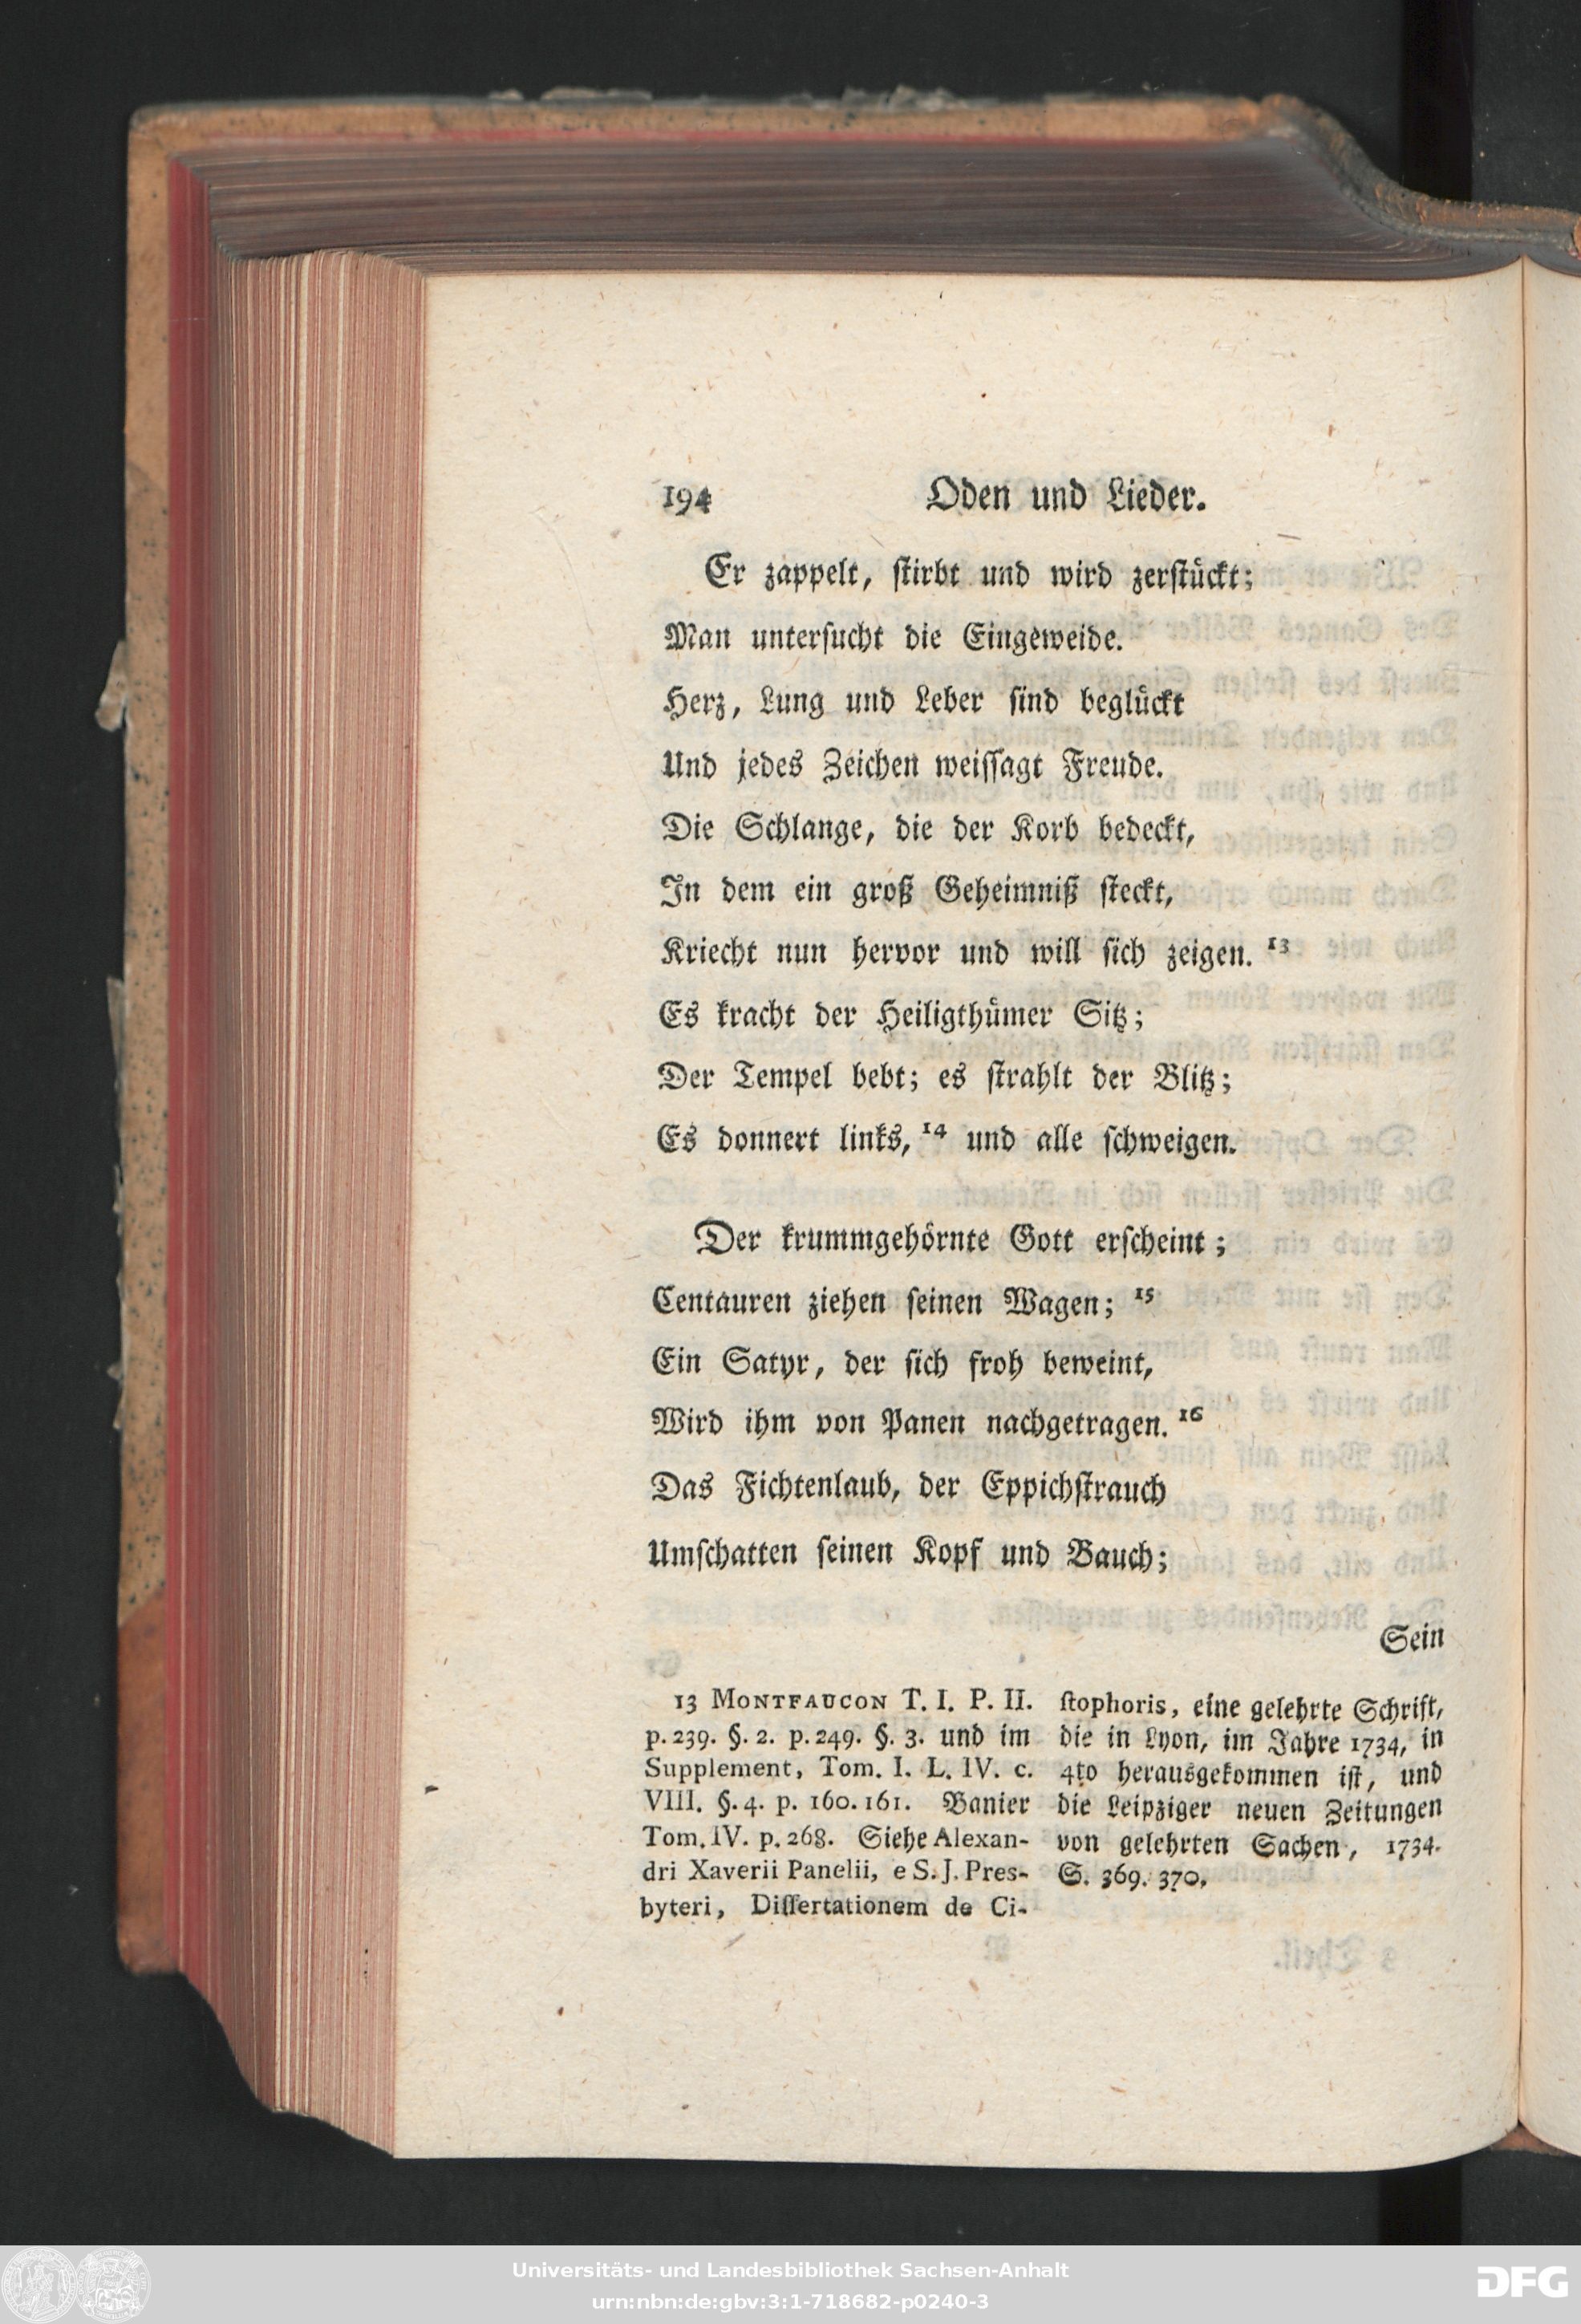 194 Oden und Lieder.
Er zappelt, ſtirbt und wird zerſtückt;
Man unterſucht die Eingeweide.
Herz, Lung und Leber ſind beglückt
Und jedes Zeichen weiſſagt Freude.
Die Schlange, die der Korb bedeckt,
In dem ein groß Geheimniß ſteckt,
Kriecht nun hervor und will ſich zeigen. 13
Es kracht der Heiligthümer Sitz;
Der Tempel bebt; es ſtrahlt der Blitz;
Es donnert links, 14 und alle ſchweigen.
Der krummgehörnte Gott erſcheint;
Centauren ziehen ſeinen Wagen; 15
Ein Satyr, der ſich froh beweint,
Wird ihm von Panen nachgetragen. 16
Das Fichtenlaub, der Eppichſtrauch
Umſchatten ſeinen Kopf und Bauch;
Sein
13 MONTFAUCON T. I. P. II.
p. 239. §. 2. p. 249. §. 3. und im
Supplement, Tom. I. L. IV. c.
VIII. §. 4. p. 160. 161. Banier
Tom. IV. p. 268. Siehe Alexan-
dri Xaverii Panelii, e S. J. Pres-
byteri, Diſſertationem de Ci-
ſtophoris, eine gelehrte Schrift,
die in Lyon, im Jahre 1734, in
4to herausgekommen iſt, und
die Leipziger neuen Zeitungen
von gelehrten Sachen, 1734.
S. 369. 370.
Universitäts- und Landesbibliothek Sachsen-Anhalt
urn:nbn:de:gbv:3:1-718682-p0240-3
DFG